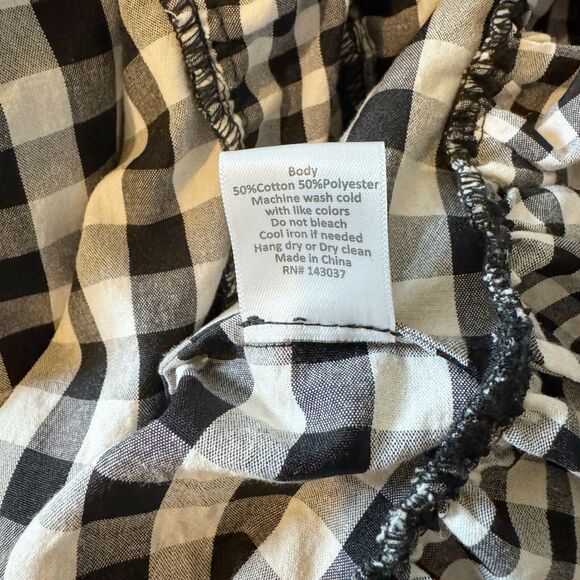 Body
50%Cotton 50%Polyester
Machine wash cold
with like colors
Do not bleach
Cool iron if needed
Hang dry or Dry clean
Made in China
RN# 143037